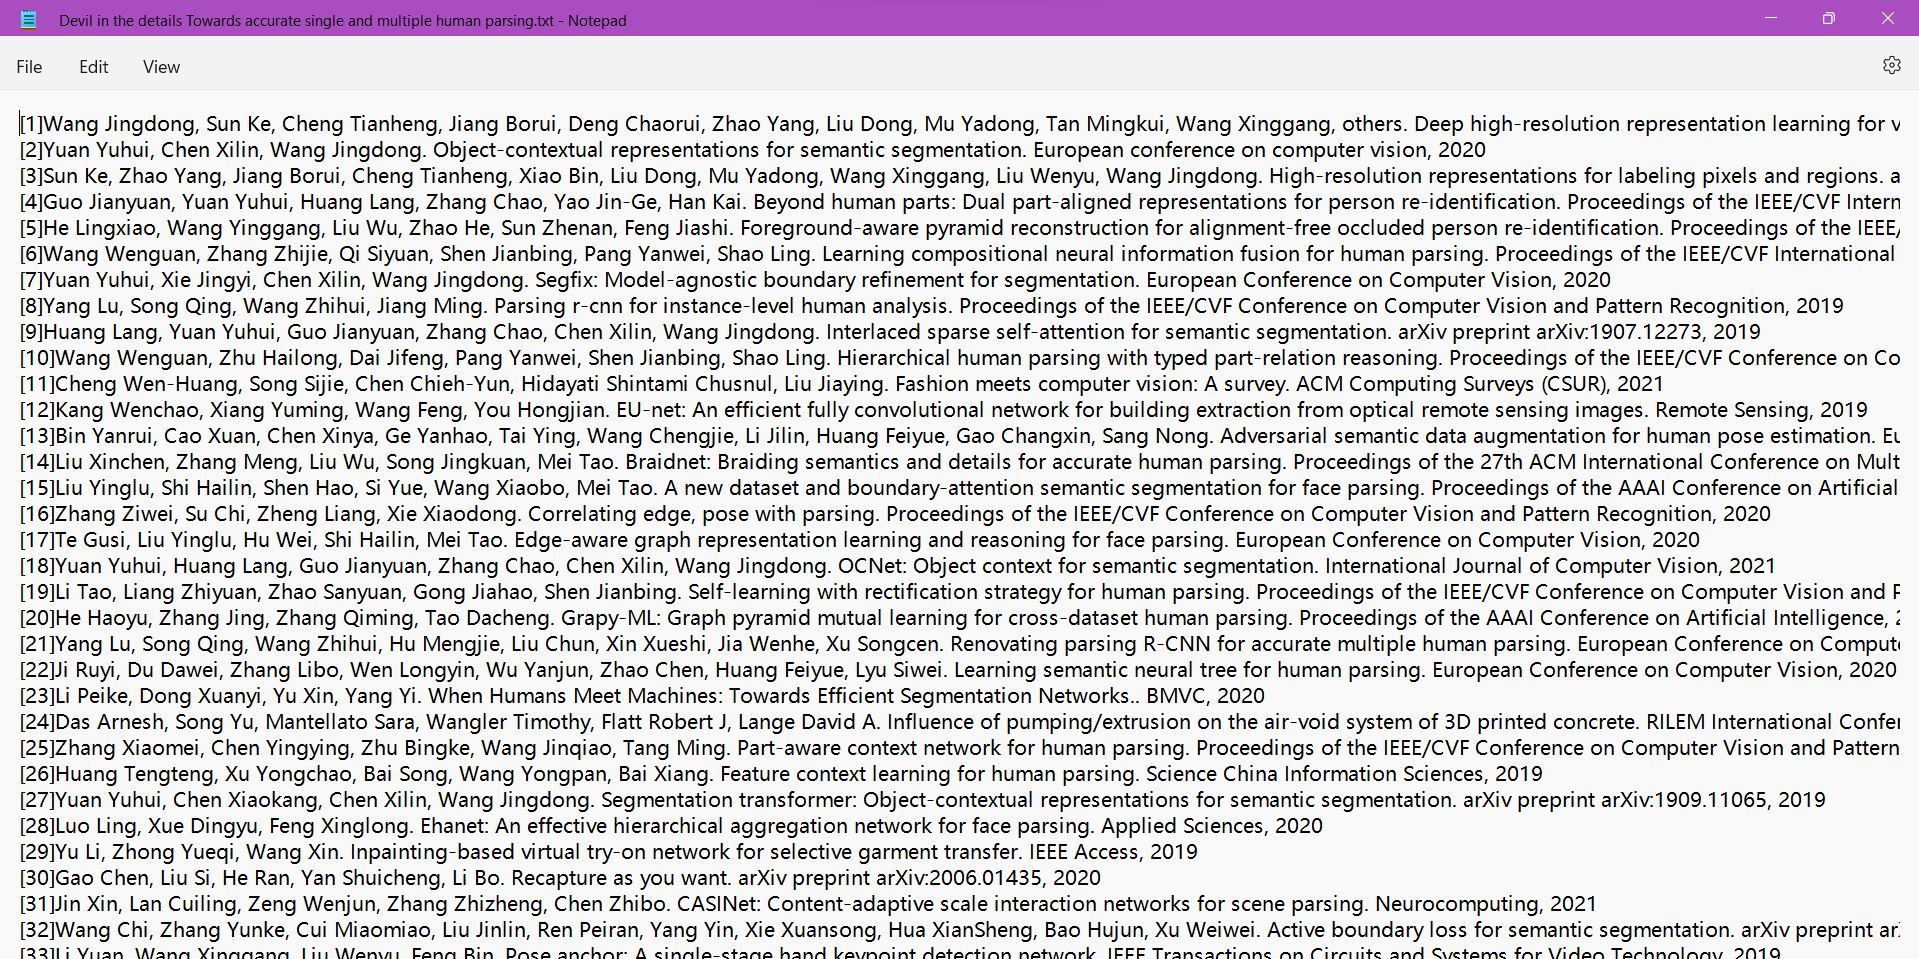 Devil in the details Towards accurate single and multiple human parsing.txt - Notepad
File Edit View
[1]Wang Jingdong, Sun Ke, Cheng Tianheng, Jiang Borui, Deng Chaorui, Zhao Yang, Liu Dong, Mu Yadong, Tan Mingkui, Wang Xinggang, others. Deep high-resolution representation learning for v
[2]Yuan Yuhui, Chen Xilin, Wang Jingdong. Object-contextual representations for semantic segmentation. European conference on computer vision, 2020
[3]Sun Ke, Zhao Yang, Jiang Borui, Cheng Tianheng, Xiao Bin, Liu Dong, Mu Yadong, Wang Xinggang, Liu Wenyu, Wang Jingdong. High-resolution representations for labeling pixels and regions. a
[4]Guo Jianyuan, Yuan Yuhui, Huang Lang, Zhang Chao, Yao Jin-Ge, Han Kai. Beyond human parts: Dual part-aligned representations for person re-identification. Proceedings of the IEEE/CVF Intern
[5]He Lingxiao, Wang Yinggang, Liu Wu, Zhao He, Sun Zhenan, Feng Jiashi. Foreground-aware pyramid reconstruction for alignment-free occluded person re-identification. Proceedings of the IEEE/
[6]Wang Wenguan, Zhang Zhijie, Qi Siyuan, Shen Jianbing, Pang Yanwei, Shao Ling. Learning compositional neural information fusion for human parsing. Proceedings of the IEEE/CVF International
[7]Yuan Yuhui, Xie Jingyi, Chen Xilin, Wang Jingdong. Segfix: Model-agnostic boundary refinement for segmentation. European Conference on Computer Vision, 2020
[8]Yang Lu, Song Qing, Wang Zhihui, Jiang Ming. Parsing r-cnn for instance-level human analysis. Proceedings of the IEEE/CVF Conference on Computer Vision and Pattern Recognition, 2019
[9]Huang Lang, Yuan Yuhui, Guo Jianyuan, Zhang Chao, Chen Xilin, Wang Jingdong. Interlaced sparse self-attention for semantic segmentation. arXiv preprint arXiv:1907.12273, 2019
[10]Wang Wenguan, Zhu Hailong, Dai Jifeng, Pang Yanwei, Shen Jianbing, Shao Ling. Hierarchical human parsing with typed part-relation reasoning. Proceedings of the IEEE/CVF Conference on Co
[11]Cheng Wen-Huang, Song Sijie, Chen Chieh-Yun, Hidayati Shintami Chusnul, Liu Jiaying. Fashion meets computer vision: A survey. ACM Computing Surveys (CSUR), 2021
[12]Kang Wenchao, Xiang Yuming, Wang Feng, You Hongjian. EU-net: An efficient fully convolutional network for building extraction from optical remote sensing images. Remote Sensing, 2019
[13]Bin Yanrui, Cao Xuan, Chen Xinya, Ge Yanhao, Tai Ying, Wang Chengjie, Li Jilin, Huang Feiyue, Gao Changxin, Sang Nong. Adversarial semantic data augmentation for human pose estimation. Eu
[14]Liu Xinchen, Zhang Meng, Liu Wu, Song Jingkuan, Mei Tao. Braidnet: Braiding semantics and details for accurate human parsing. Proceedings of the 27th ACM International Conference on Mult
[15]Liu Yinglu, Shi Hailin, Shen Hao, Si Yue, Wang Xiaobo, Mei Tao. A new dataset and boundary-attention semantic segmentation for face parsing. Proceedings of the AAAI Conference on Artificial
[16]Zhang Ziwei, Su Chi, Zheng Liang, Xie Xiaodong. Correlating edge, pose with parsing. Proceedings of the IEEE/CVF Conference on Computer Vision and Pattern Recognition, 2020
[17]Te Gusi, Liu Yinglu, Hu Wei, Shi Hailin, Mei Tao. Edge-aware graph representation learning and reasoning for face parsing. European Conference on Computer Vision, 2020
[18]Yuan Yuhui, Huang Lang, Guo Jianyuan, Zhang Chao, Chen Xilin, Wang Jingdong. OCNet: Object context for semantic segmentation. International Journal of Computer Vision, 2021
[19]Li Tao, Liang Zhiyuan, Zhao Sanyuan, Gong Jiahao, Shen Jianbing. Self-learning with rectification strategy for human parsing. Proceedings of the IEEE/CVF Conference on Computer Vision and P
[20]He Haoyu, Zhang Jing, Zhang Qiming, Tao Dacheng. Grapy-ML: Graph pyramid mutual learning for cross-dataset human parsing. Proceedings of the AAAI Conference on Artificial Intelligence, 2
[21]Yang Lu, Song Qing, Wang Zhihui, Hu Mengjie, Liu Chun, Xin Xueshi, Jia Wenhe, Xu Songcen. Renovating parsing R-CNN for accurate multiple human parsing. European Conference on Compute
[22]Ji Ruyi, Du Dawei, Zhang Libo, Wen Longyin, Wu Yanjun, Zhao Chen, Huang Feiyue, Lyu Siwei. Learning semantic neural tree for human parsing. European Conference on Computer Vision, 2020
[23]Li Peike, Dong Xuanyi, Yu Xin, Yang Yi. When Humans Meet Machines: Towards Efficient Segmentation Networks.. BMVC, 2020
[24]Das Arnesh, Song Yu, Mantellato Sara, Wangler Timothy, Flatt Robert J, Lange David A. Influence of pumping/extrusion on the air-void system of 3D printed concrete. RILEM International Confer
[25]Zhang Xiaomei, Chen Yingying, Zhu Bingke, Wang Jinqiao, Tang Ming. Part-aware context network for human parsing. Proceedings of the IEEE/CVF Conference on Computer Vision and Pattern
[26]Huang Tengteng, Xu Yongchao, Bai Song, Wang Yongpan, Bai Xiang. Feature context learning for human parsing. Science China Information Sciences, 2019
[27]Yuan Yuhui, Chen Xiaokang, Chen Xilin, Wang Jingdong. Segmentation transformer: Object-contextual representations for semantic segmentation. arXiv preprint arXiv:1909.11065, 2019
[28]Luo Ling, Xue Dingyu, Feng Xinglong. Ehanet: An effective hierarchical aggregation network for face parsing. Applied Sciences, 2020
[29]Yu Li, Zhong Yueqi, Wang Xin. Inpainting-based virtual try-on network for selective garment transfer. IEEE Access, 2019
[30]Gao Chen, Liu Si, He Ran, Yan Shuicheng, Li Bo. Recapture as you want. arXiv preprint arXiv:2006.01435, 2020
[31]Jin Xin, Lan Cuiling, Zeng Wenjun, Zhang Zhizheng, Chen Zhibo. CASINet: Content-adaptive scale interaction networks for scene parsing. Neurocomputing, 2021
[32]Wang Chi, Zhang Yunke, Cui Miaomiao, Liu Jinlin, Ren Peiran, Yang Yin, Xie Xuansong, Hua XianSheng, Bao Hujun, Xu Weiwei. Active boundary loss for semantic segmentation. arXiv preprint ar
[33]Li Yuan, Wang Xinggang, Liu Wenyu, Feng Bin. Pose anchor: A single-stage hand keypoint detection network. IEEE Transactions on Circuits and Systems for Video Technology, 2019